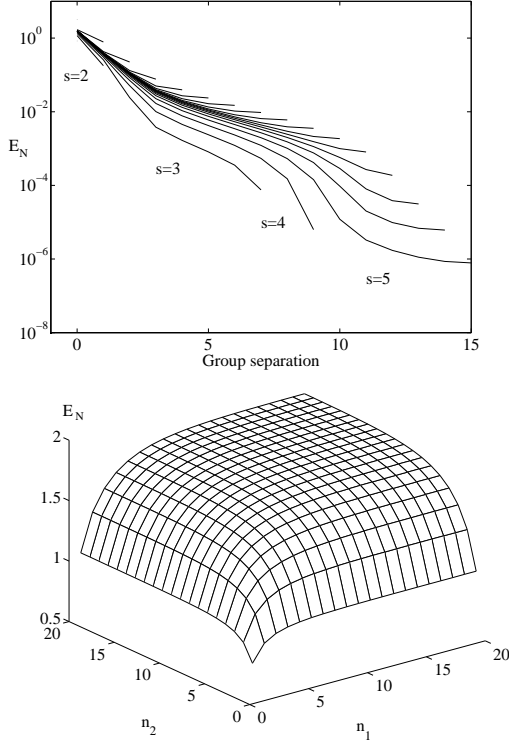 10^0
s=2
10^-2
E_N
s=3
10^-4
s=4
10^-6
s=5
10^-8
0 5 10 15
Group separation
E_N
2
1.5
1
0.5
20 15 10 5 0
0 5 10 15 20
n_2
n_1